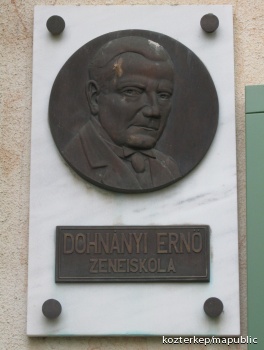 DOHNÁNYI ERNŐ
ZENEISKOLA
kozterkep/mapublic